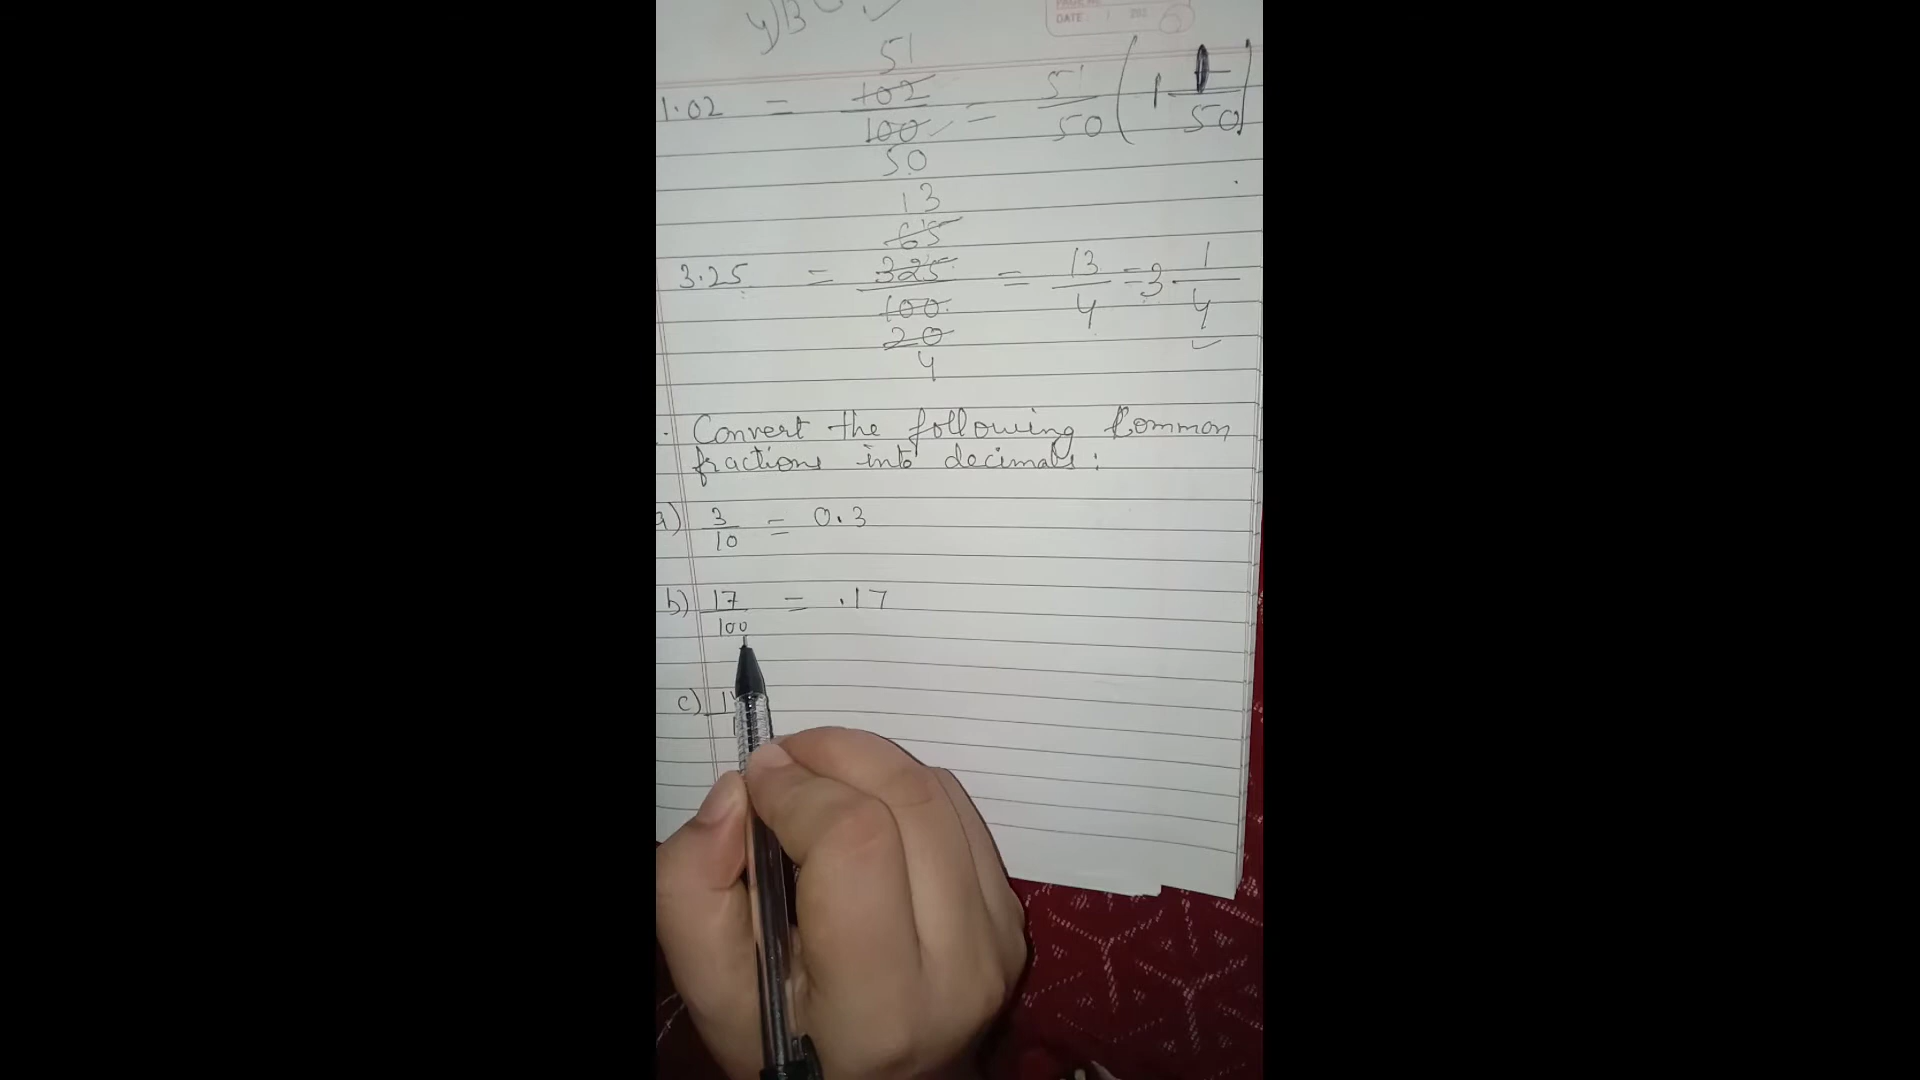 y) B
DATE:
51
1.02 = 102/100 = 51/50 (1 1/50)
50
13
65
3.25 = 325/100 = 13/4 = 3 1/4
20
4
Convert the following Common
fractions into decimals:
a) 3/10 = 0.3
b) 17/100 = .17
c)